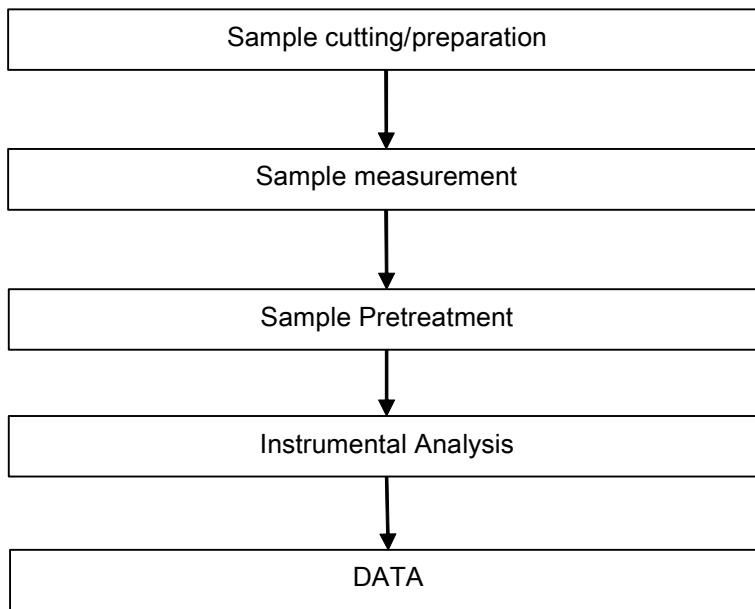 Sample cutting/preparation
Sample measurement
Sample Pretreatment
Instrumental Analysis
DATA